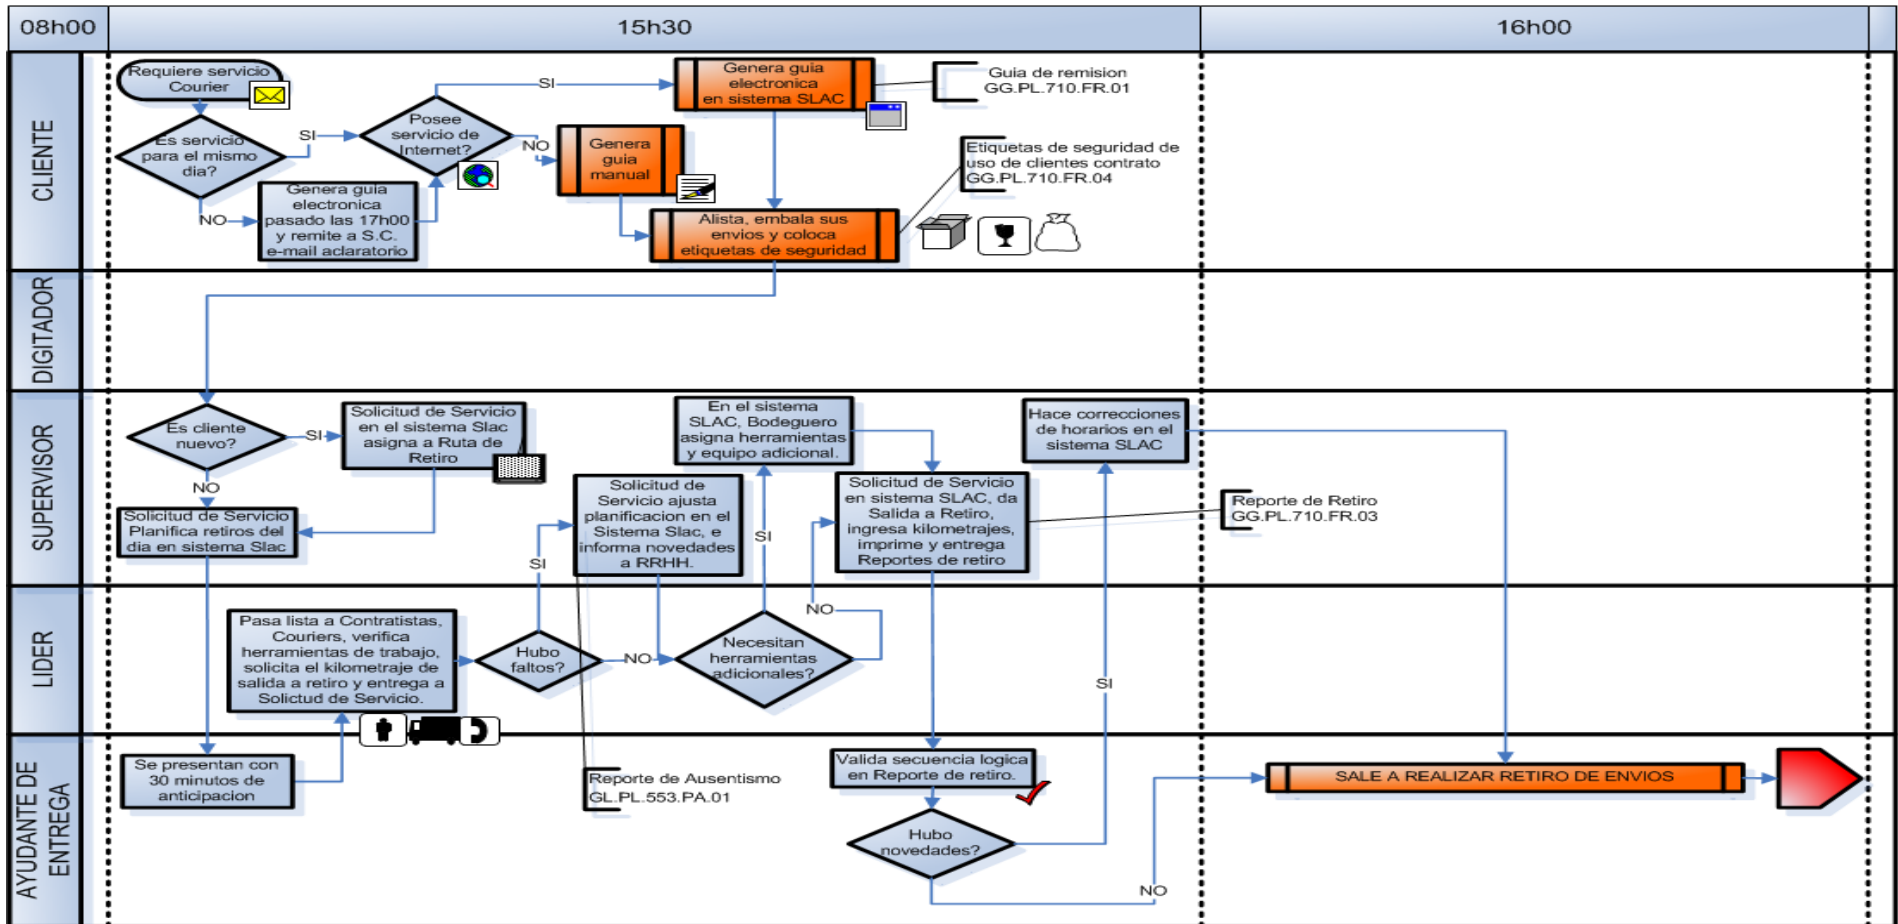 08h00
15h30
16h00
CLIENTE
Requiere servicio
Courier
Es servicio
para el mismo
dia?
SI
NO
Genera guia
electronica
pasado las 17h00
y remite a S.C.
e-mail aclaratorio
Posee
servicio de
Internet?
SI
NO
Genera
guia
manual
Genera guia
electronica
en sistema SLAC
Guia de remision
GG.PL.710.FR.01
Etiquetas de seguridad de
uso de clientes contrato
GG.PL.710.FR.04
Alista, embala sus
envios y coloca
etiquetas de seguridad
DIGITADOR
SUPERVISOR
Es cliente
nuevo?
SI
NO
Solicitud de Servicio
en el sistema Slac
asigna a Ruta de
Retiro
Solicitud de Servicio
Planifica retiros del
dia en sistema Slac
Solicitud de
Servicio ajusta
planificacion en el
Sistema Slac, e
informa novedades
a RRHH.
SI
En el sistema
SLAC, Bodeguero
asigna herramientas
y equipo adicional.
SI
Solicitud de Servicio
en sistema SLAC, da
Salida a Retiro,
ingresa kilometrajes,
imprime y entrega
Reportes de retiro
Hace correcciones
de horarios en el
sistema SLAC
Reporte de Retiro
GG.PL.710.FR.03
LIDER
Pasa lista a Contratistas,
Couriers, verifica
herramientas de trabajo,
solicita el kilometraje de
salida a retiro y entrega a
Solictud de Servicio.
Hubo
faltos?
NO
Necesitan
herramientas
adicionales?
NO
SI
AYUDANTE DE
ENTREGA
Se presentan con
30 minutos de
anticipacion
Reporte de Ausentismo
GL.PL.553.PA.01
Valida secuencia logica
en Reporte de retiro.
Hubo
novedades?
NO
SALE A REALIZAR RETIRO DE ENVIOS